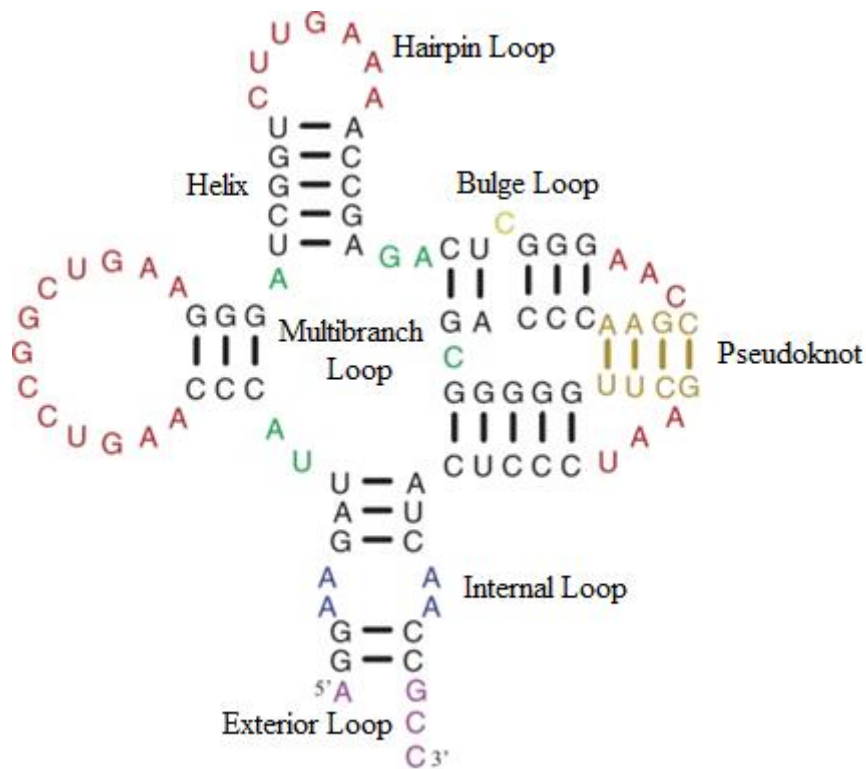 U U G A A A
Hairpin Loop
C U
U A
G C
G C
C G
U A
Helix
Bulge Loop
C
A G A C U G G G A A C
G C U G A A
G G G
Multibranch
Loop
G A C C C A A G C
C
Pseudoknot
G G G G G U U C G
G C C U G A A C C C
A U
C U C C C U A A
U A
A U
G C
A A
A A
Internal Loop
G C
G C
5' A G
Exterior Loop
C
C 3'